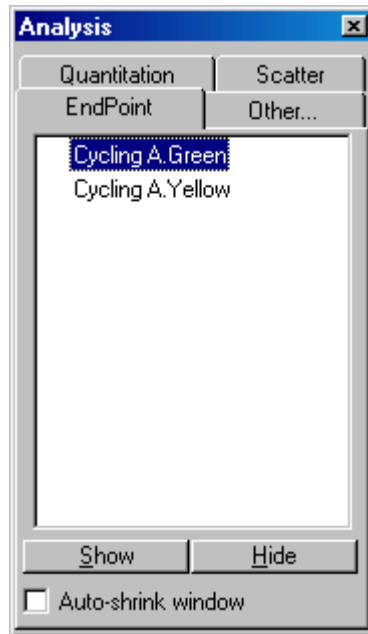 Analysis
Quantitation Scatter
EndPoint Other...
Cycling A.Green
Cycling A.Yellow
Show Hide
Auto-shrink window